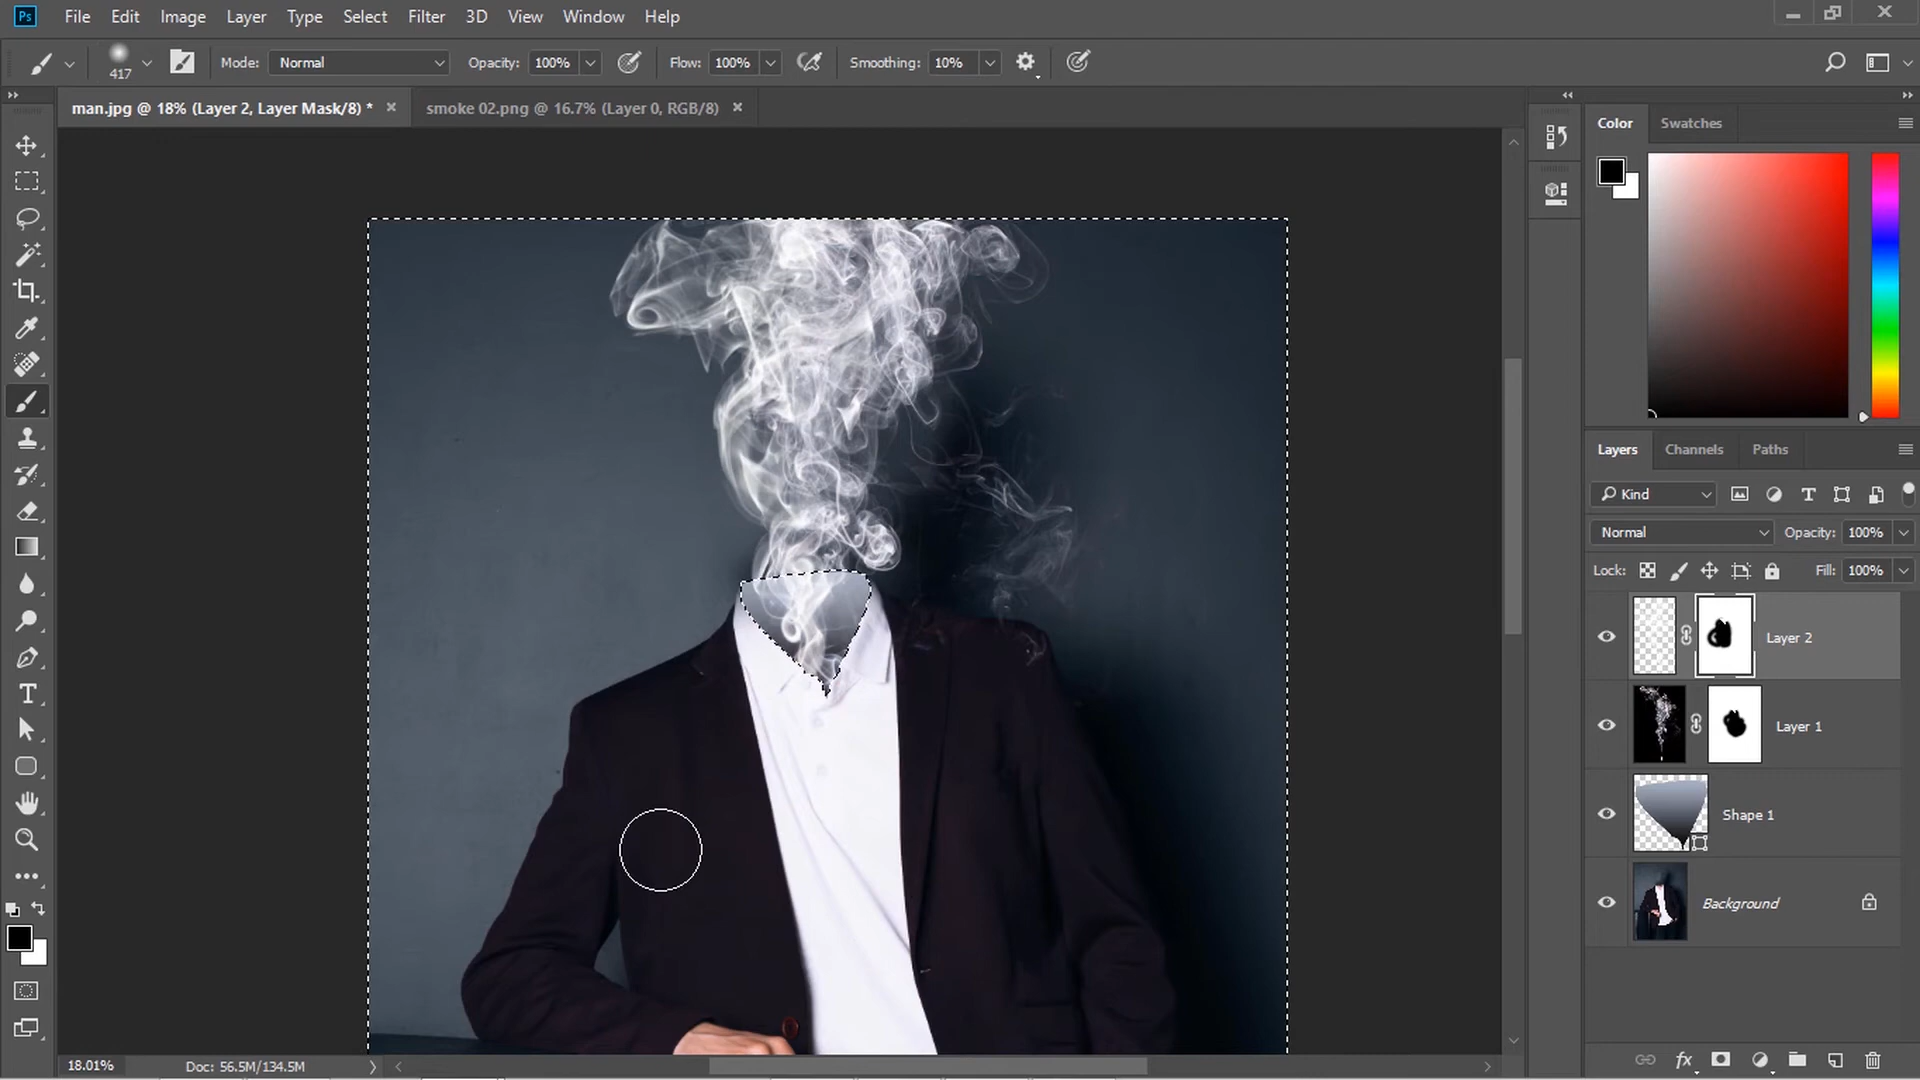 Ps File Edit Image Layer Type Select Filter 3D View Window Help
417 Mode: Normal Opacity: 100% Flow: 100% Smoothing: 10%
man.jpg @ 18% (Layer 2, Layer Mask/8) * smoke 02.png @ 16.7% (Layer 0, RGB/8)
Color Swatches
Layers Channels Paths
Kind
Normal Opacity: 100%
Lock: Fill: 100%
Layer 2
Layer 1
Shape 1
Background
fx
18.01% Doc: 56.5M/134.5M